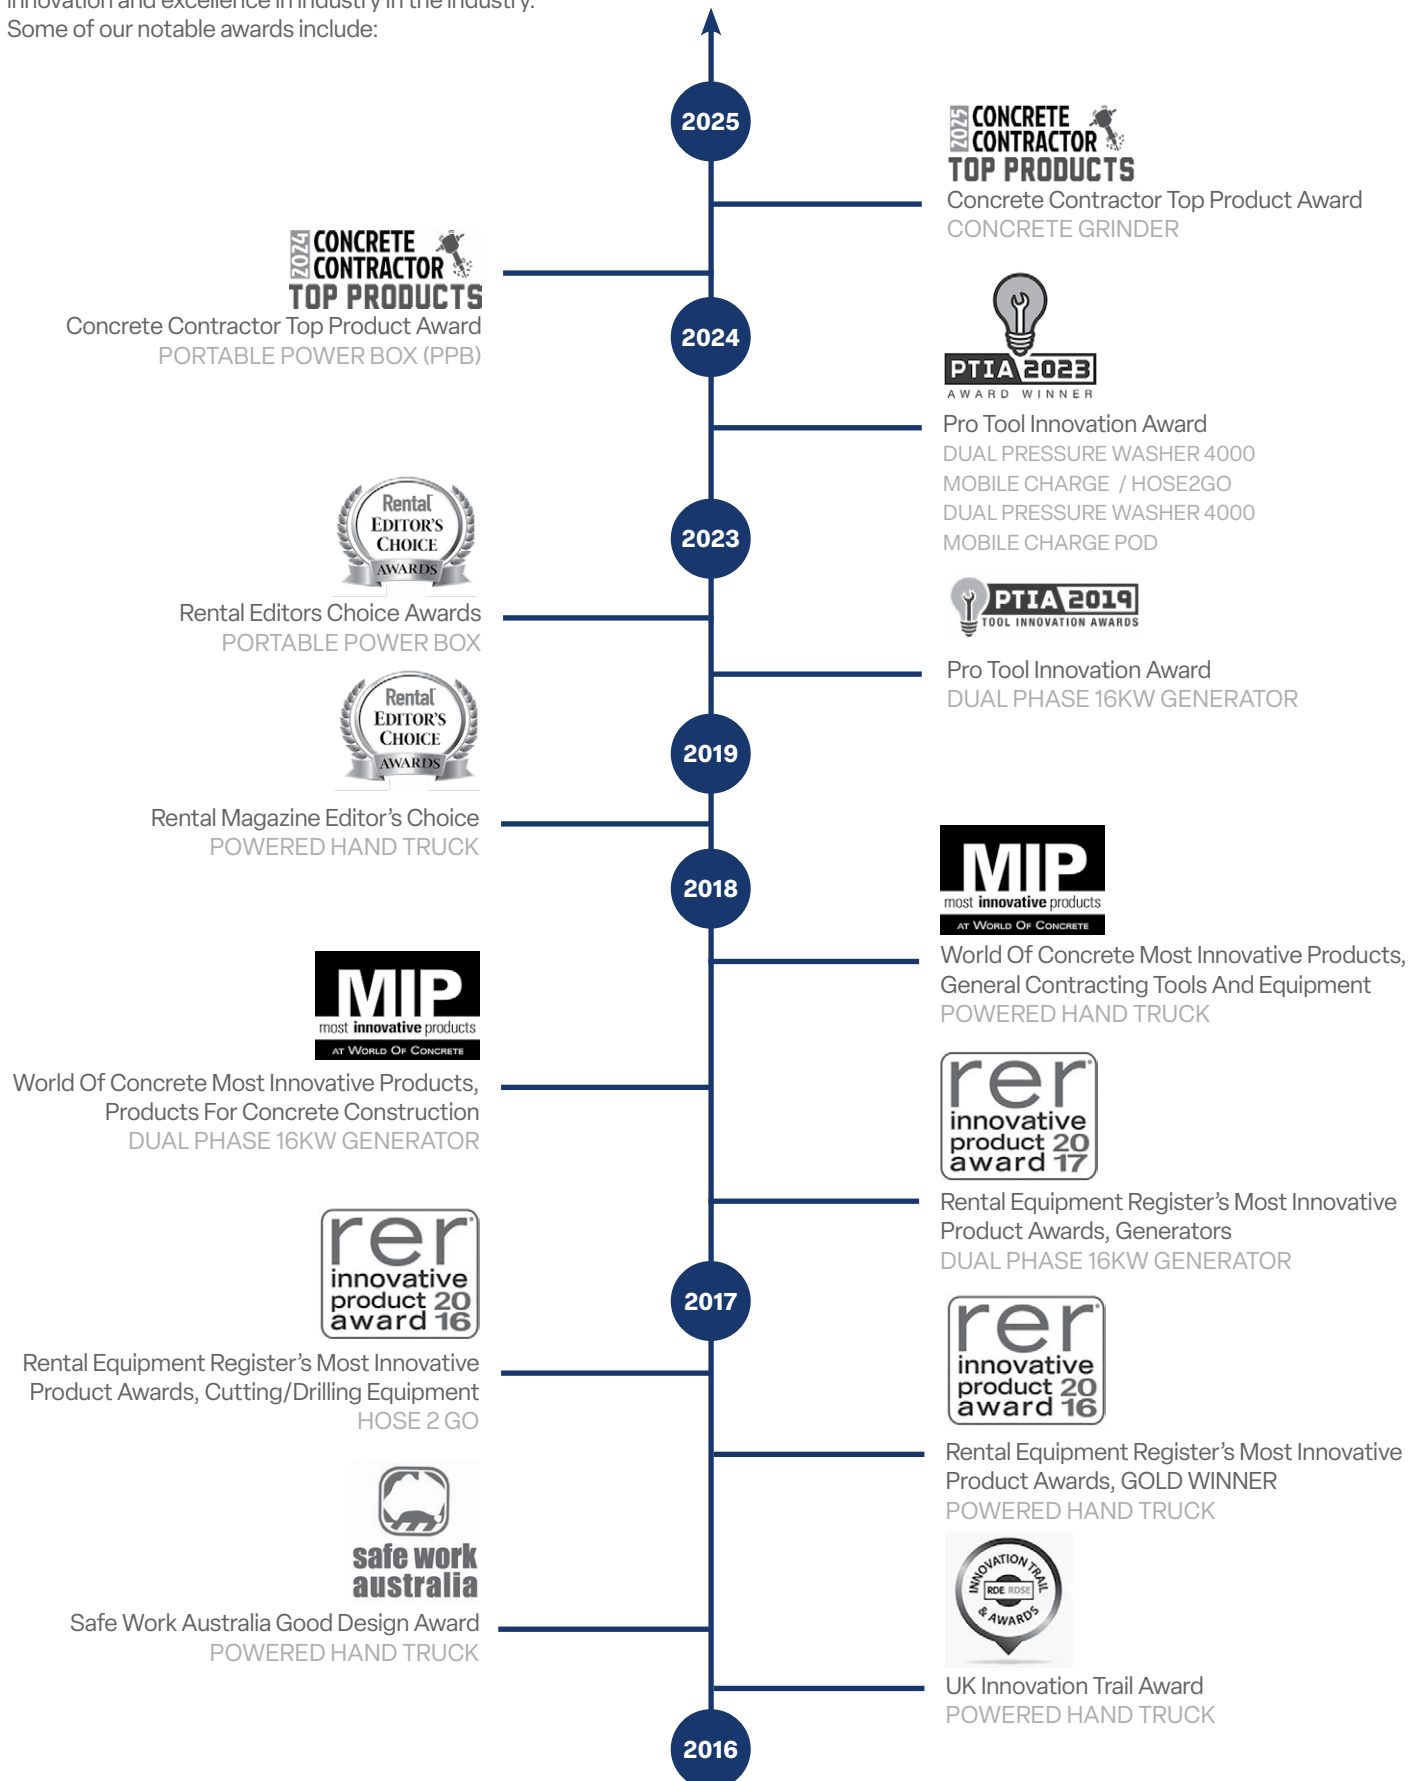 innovation and excellence in industry in the industry.
Some of our notable awards include:
2025
2025 CONCRETE
CONTRACTOR
TOP PRODUCTS
Concrete Contractor Top Product Award
CONCRETE GRINDER
2024 CONCRETE
CONTRACTOR
TOP PRODUCTS
Concrete Contractor Top Product Award
PORTABLE POWER BOX (PPB)
2024
PTIA 2023
AWARD WINNER
Pro Tool Innovation Award
DUAL PRESSURE WASHER 4000
MOBILE CHARGE / HOSE2GO
DUAL PRESSURE WASHER 4000
MOBILE CHARGE POD
Rental
EDITOR'S
CHOICE
AWARDS
Rental Editors Choice Awards
PORTABLE POWER BOX
2023
PTIA 2019
TOOL INNOVATION AWARDS
Pro Tool Innovation Award
DUAL PHASE 16KW GENERATOR
Rental
EDITOR'S
CHOICE
AWARDS
Rental Magazine Editor's Choice
POWERED HAND TRUCK
2019
2018
MIP
most innovative products
AT WORLD OF CONCRETE
World Of Concrete Most Innovative Products,
General Contracting Tools And Equipment
POWERED HAND TRUCK
MIP
most innovative products
AT WORLD OF CONCRETE
World Of Concrete Most Innovative Products,
Products For Concrete Construction
DUAL PHASE 16KW GENERATOR
rer
innovative
product 20
award 17
Rental Equipment Register's Most Innovative
Product Awards, Generators
DUAL PHASE 16KW GENERATOR
rer
innovative
product 20
award 16
Rental Equipment Register's Most Innovative
Product Awards, Cutting/Drilling Equipment
HOSE 2 GO
2017
rer
innovative
product 20
award 16
Rental Equipment Register's Most Innovative
Product Awards, GOLD WINNER
POWERED HAND TRUCK
safe work
australia
Safe Work Australia Good Design Award
POWERED HAND TRUCK
INNOVATION TRAIL
RDE ROSE
& AWARDS
UK Innovation Trail Award
POWERED HAND TRUCK
2016